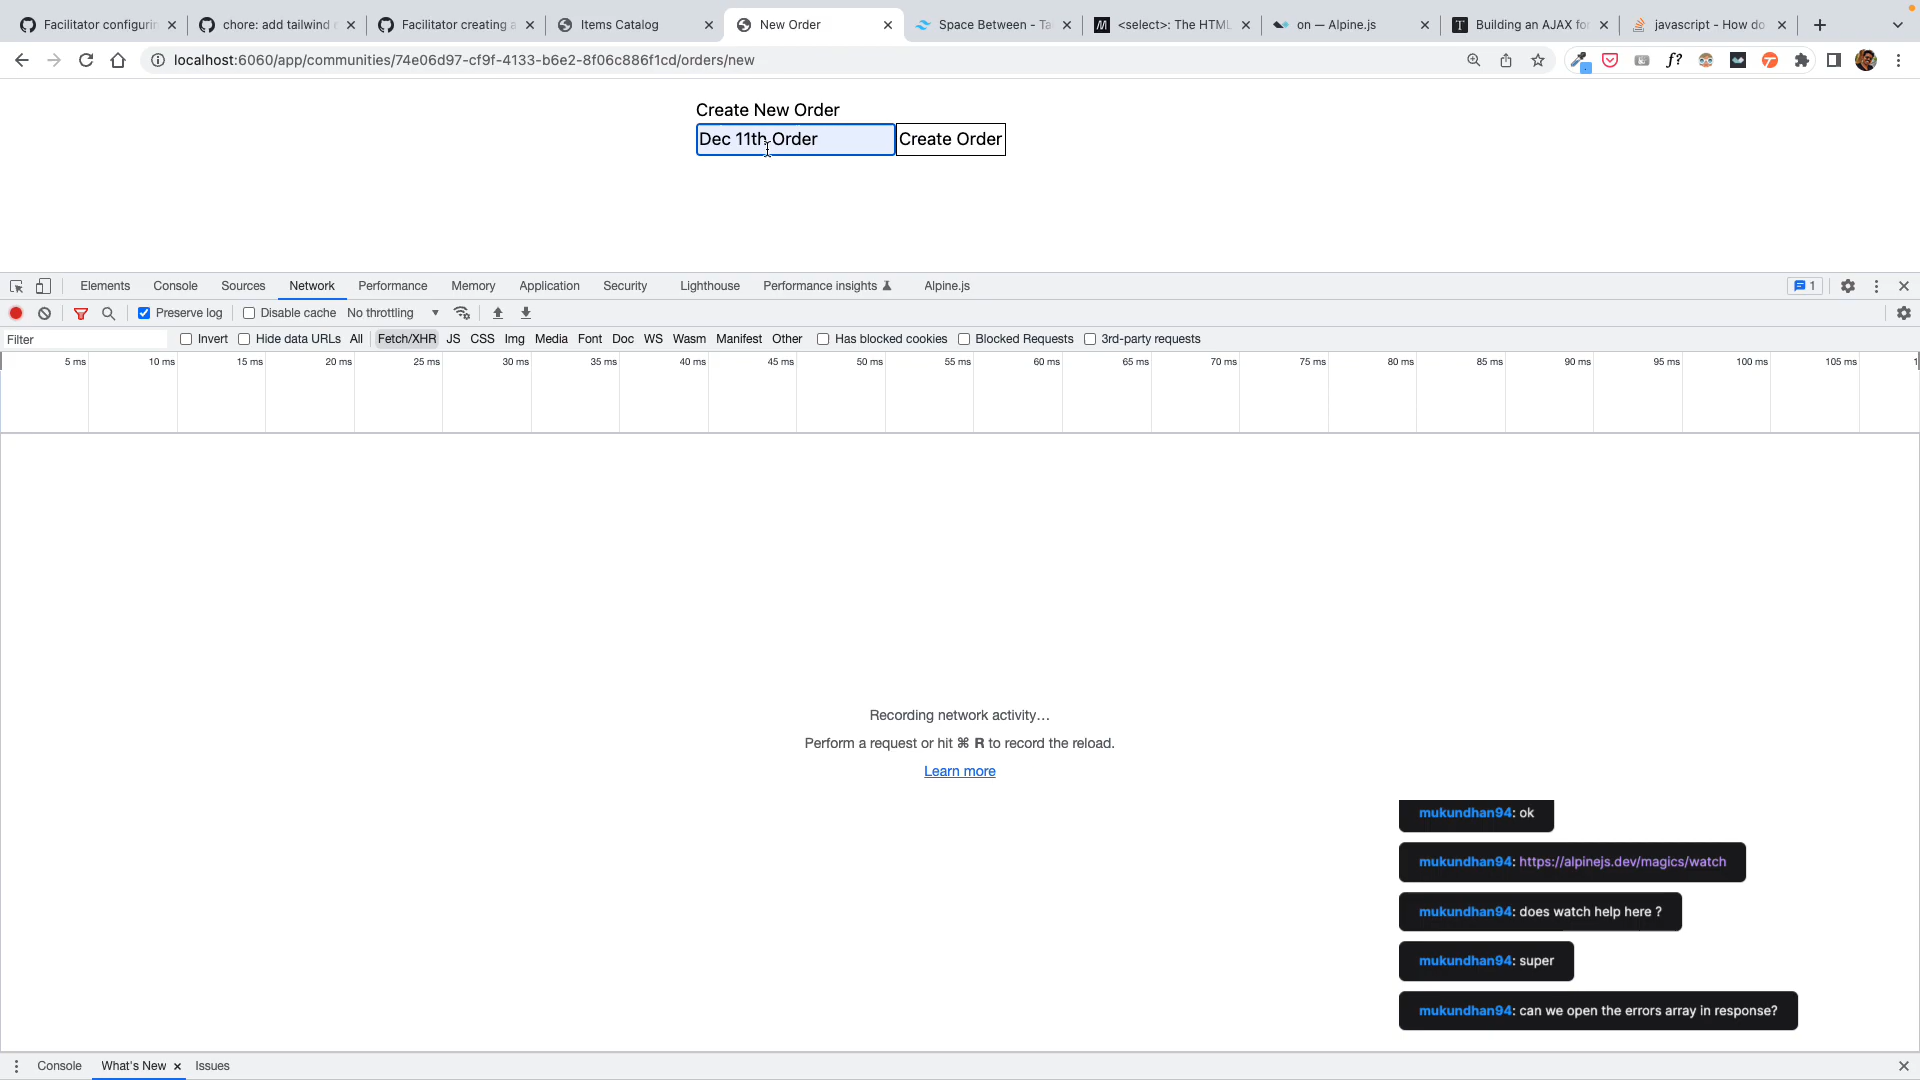 Facilitator configurin
chore: add tailwind c
Facilitator creating a
Items Catalog
New Order
Space Between - Ta
<select>: The HTML
on — Alpine.js
Building an AJAX for
javascript - How do
localhost:6060/app/communities/74e06d97-cf9f-4133-b6e2-8f06c886f1cd/orders/new
Create New Order
Dec 11th Order
Create Order
Elements Console Sources Network Performance Memory Application Security Lighthouse Performance insights Alpine.js 1
Preserve log Disable cache No throttling
Filter Invert Hide data URLs All Fetch/XHR JS CSS Img Media Font Doc WS Wasm Manifest Other Has blocked cookies Blocked Requests 3rd-party requests
5 ms 10 ms 15 ms 20 ms 25 ms 30 ms 35 ms 40 ms 45 ms 50 ms 55 ms 60 ms 65 ms 70 ms 75 ms 80 ms 85 ms 90 ms 95 ms 100 ms 105 ms 1
Recording network activity…
Perform a request or hit ⌘ R to record the reload.
Learn more
mukundhan94: ok
mukundhan94: https://alpinejs.dev/magics/watch
mukundhan94: does watch help here ?
mukundhan94: super
mukundhan94: can we open the errors array in response?
Console What's New Issues